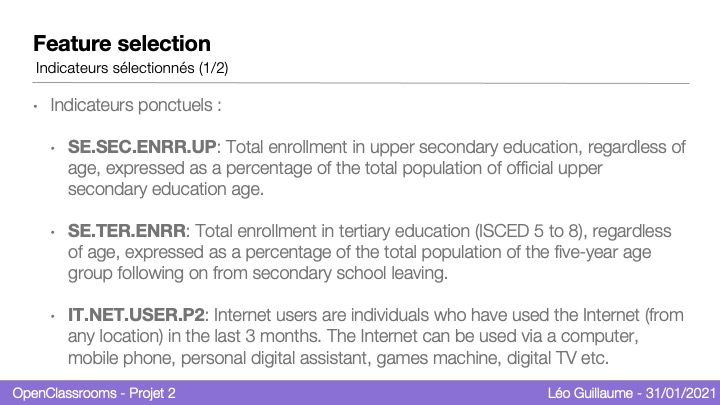 Feature selection
Indicateurs sélectionnés (1/2)
• Indicateurs ponctuels :
• SE.SEC.ENRR.UP: Total enrollment in upper secondary education, regardless of
age, expressed as a percentage of the total population of official upper
secondary education age.
• SE.TER.ENRR: Total enrollment in tertiary education (ISCED 5 to 8), regardless
of age, expressed as a percentage of the total population of the five-year age
group following on from secondary school leaving.
• IT.NET.USER.P2: Internet users are individuals who have used the Internet (from
any location) in the last 3 months. The Internet can be used via a computer,
mobile phone, personal digital assistant, games machine, digital TV etc.
OpenClassrooms - Projet 2
Léo Guillaume - 31/01/2021